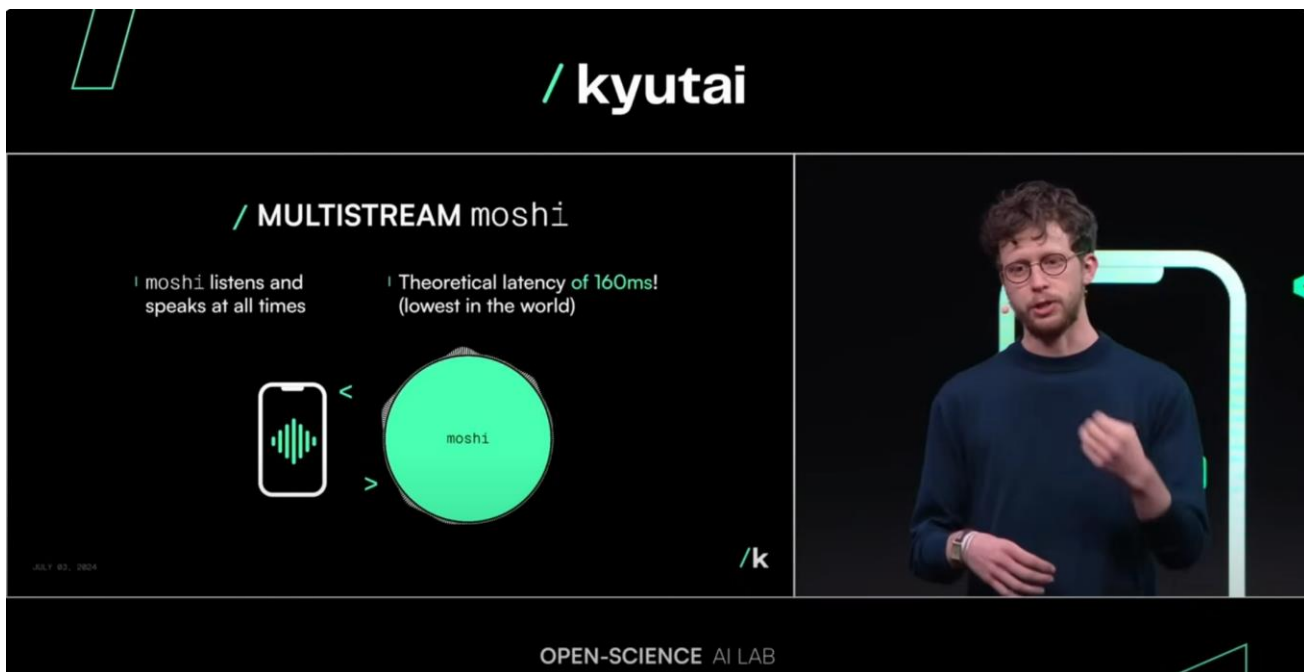 / kyutai
/ MULTISTREAM moshi
moshi listens and
speaks at all times
Theoretical latency of 160ms!
(lowest in the world)
moshi
JULY 03, 2024
/k
OPEN-SCIENCE AI LAB